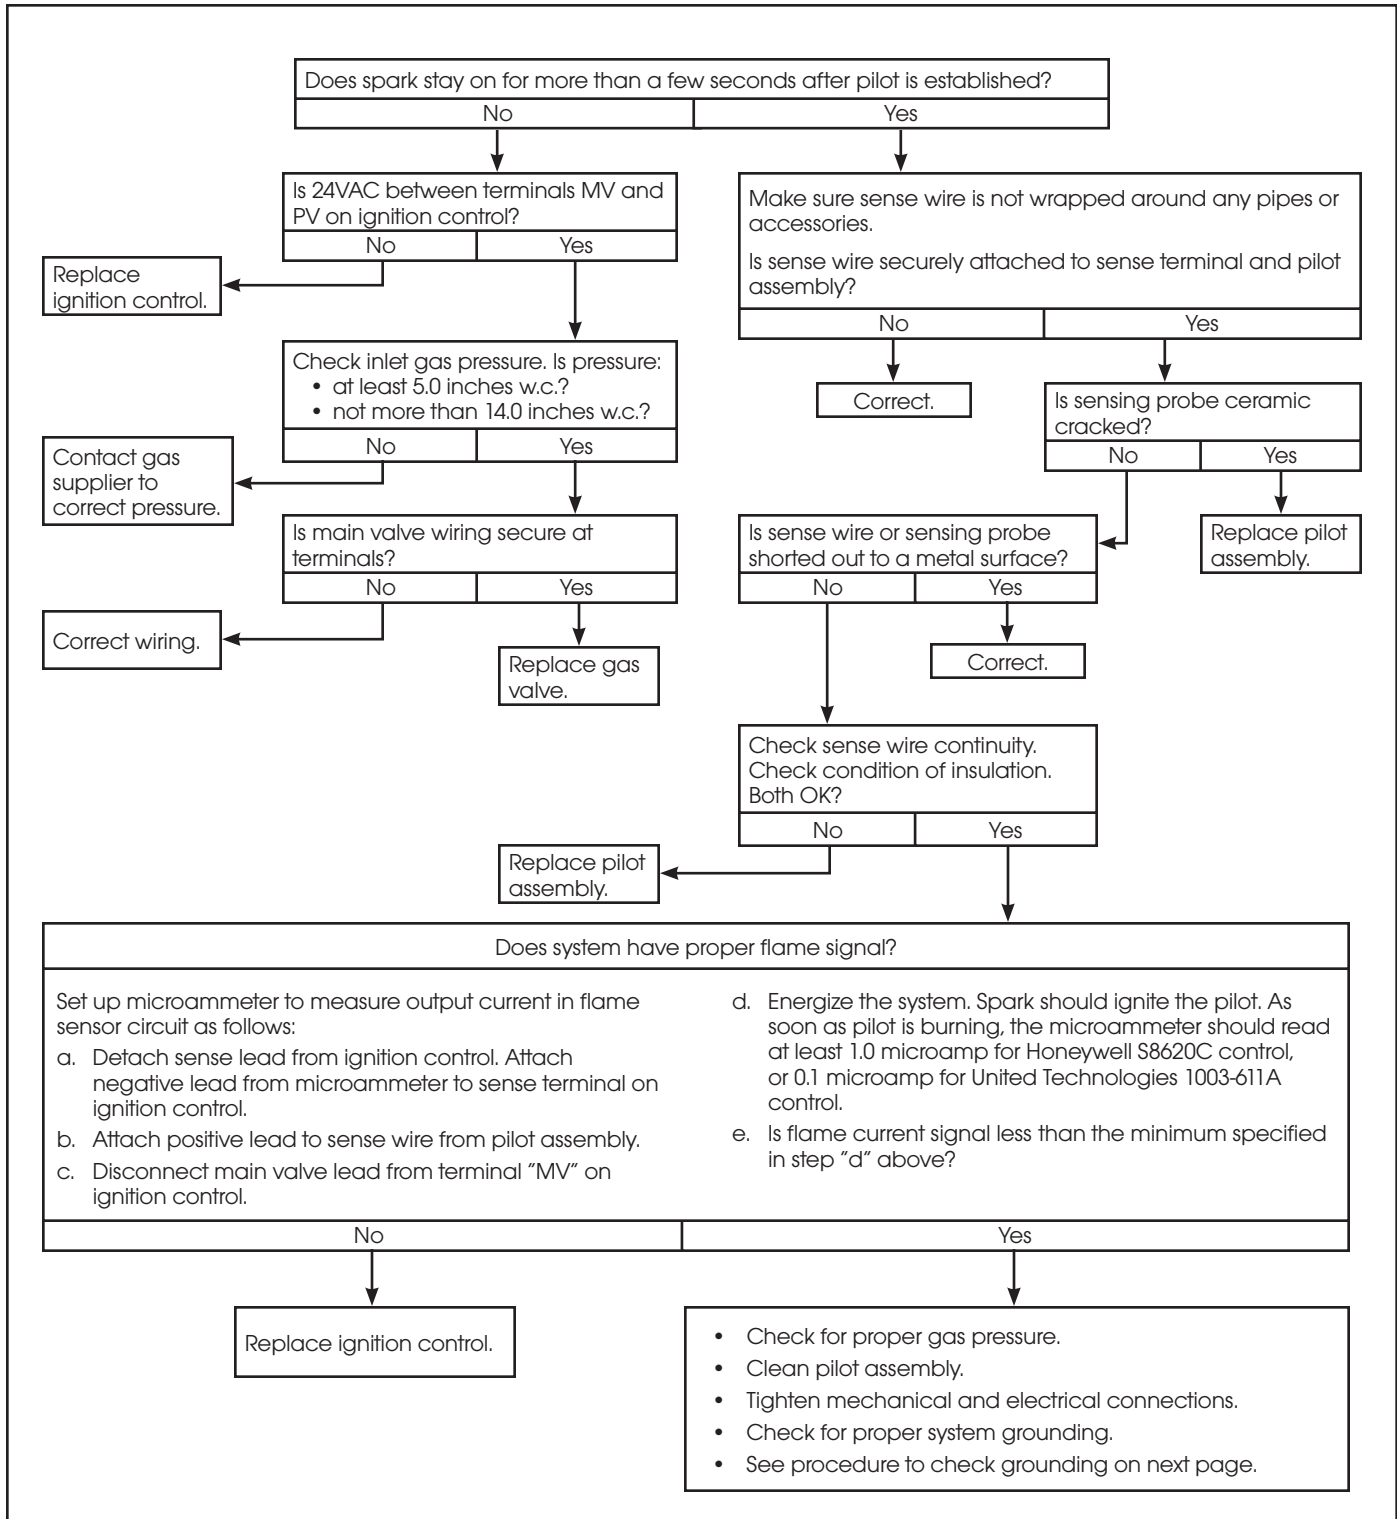 Does spark stay on for more than a few seconds after pilot is established?
No
Yes
Is 24VAC between terminals MV and
PV on ignition control?
No
Yes
Replace
ignition control.
Check inlet gas pressure. Is pressure:
• at least 5.0 inches w.c.?
• not more than 14.0 inches w.c.?
No
Yes
Contact gas
supplier to
correct pressure.
Is main valve wiring secure at
terminals?
No
Yes
Correct wiring.
Replace gas
valve.
Make sure sense wire is not wrapped around any pipes or
accessories.
Is sense wire securely attached to sense terminal and pilot
assembly?
No
Yes
Correct.
Is sensing probe ceramic
cracked?
No
Yes
Replace pilot
assembly.
Is sense wire or sensing probe
shorted out to a metal surface?
No
Yes
Correct.
Check sense wire continuity.
Check condition of insulation.
Both OK?
No
Yes
Replace pilot
assembly.
Does system have proper flame signal?
Set up microammeter to measure output current in flame
sensor circuit as follows:
a. Detach sense lead from ignition control. Attach
negative lead from microammeter to sense terminal on
ignition control.
b. Attach positive lead to sense wire from pilot assembly.
c. Disconnect main valve lead from terminal "MV" on
ignition control.
d. Energize the system. Spark should ignite the pilot. As
soon as pilot is burning, the microammeter should read
at least 1.0 microamp for Honeywell S8620C control,
or 0.1 microamp for United Technologies 1003-611A
control.
e. Is flame current signal less than the minimum specified
in step "d" above?
No
Yes
Replace ignition control.
• Check for proper gas pressure.
• Clean pilot assembly.
• Tighten mechanical and electrical connections.
• Check for proper system grounding.
• See procedure to check grounding on next page.